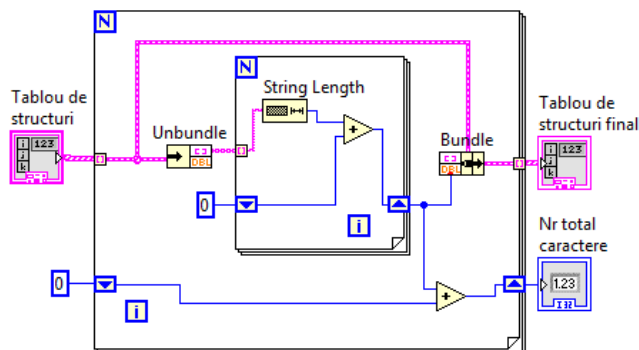 N
N
String Length
Tablou de
structuri
i
j
k
123
Unbundle
DBL
+
Bundle
DBL
Tablou de
structuri final
i
j
k
123
0
i
Nr total
caractere
1.23
I32
0
i
+